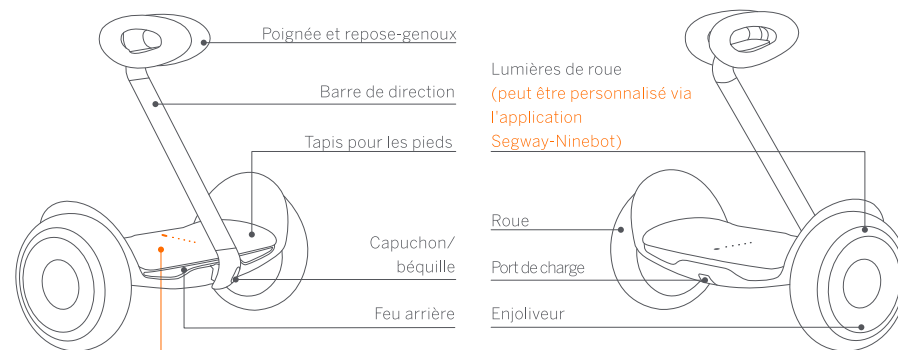 Poignée et repose-genoux
Barre de direction
Tapis pour les pieds
Capuchon/
béquille
Feu arrière
Lumières de roue
(peut être personnalisé via
l'application
Segway-Ninebot)
Roue
Port de charge
Enjoliveur